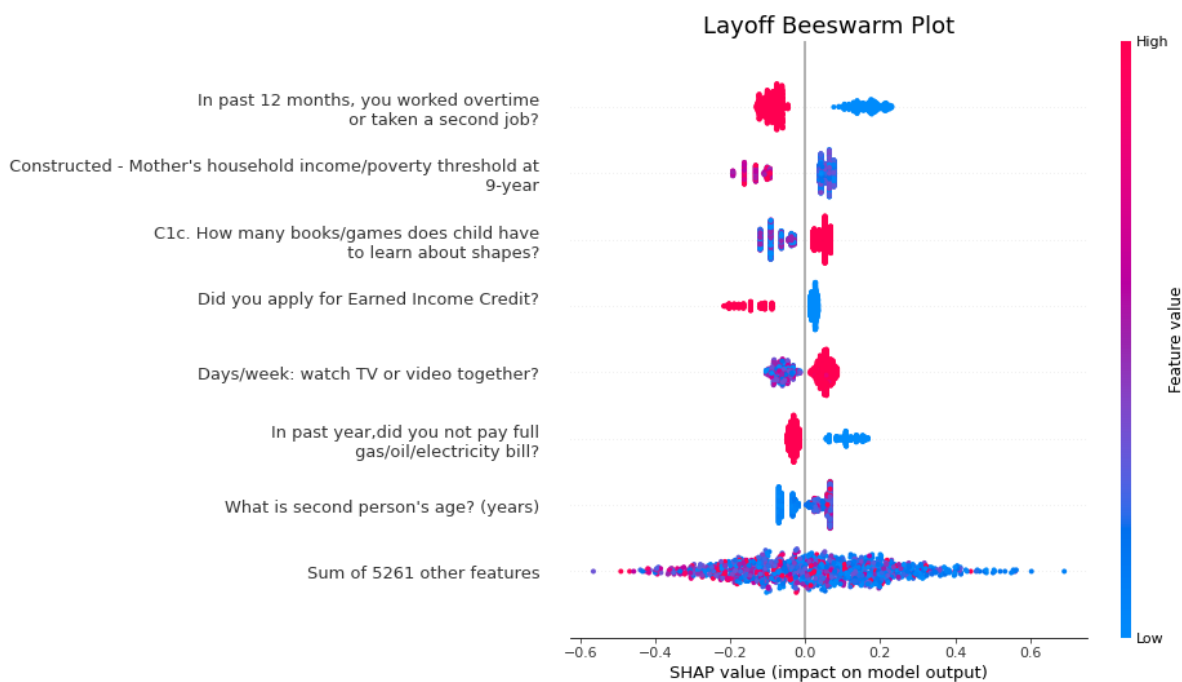 Layoff Beeswarm Plot
High
In past 12 months, you worked overtime
or taken a second job?
Constructed - Mother's household income/poverty threshold at
9-year
C1c. How many books/games does child have
to learn about shapes?
Did you apply for Earned Income Credit?
Days/week: watch TV or video together?
In past year,did you not pay full
gas/oil/electricity bill?
What is second person's age? (years)
Sum of 5261 other features
Feature value
Low
−0.6 −0.4 −0.2 0.0 0.2 0.4 0.6
SHAP value (impact on model output)